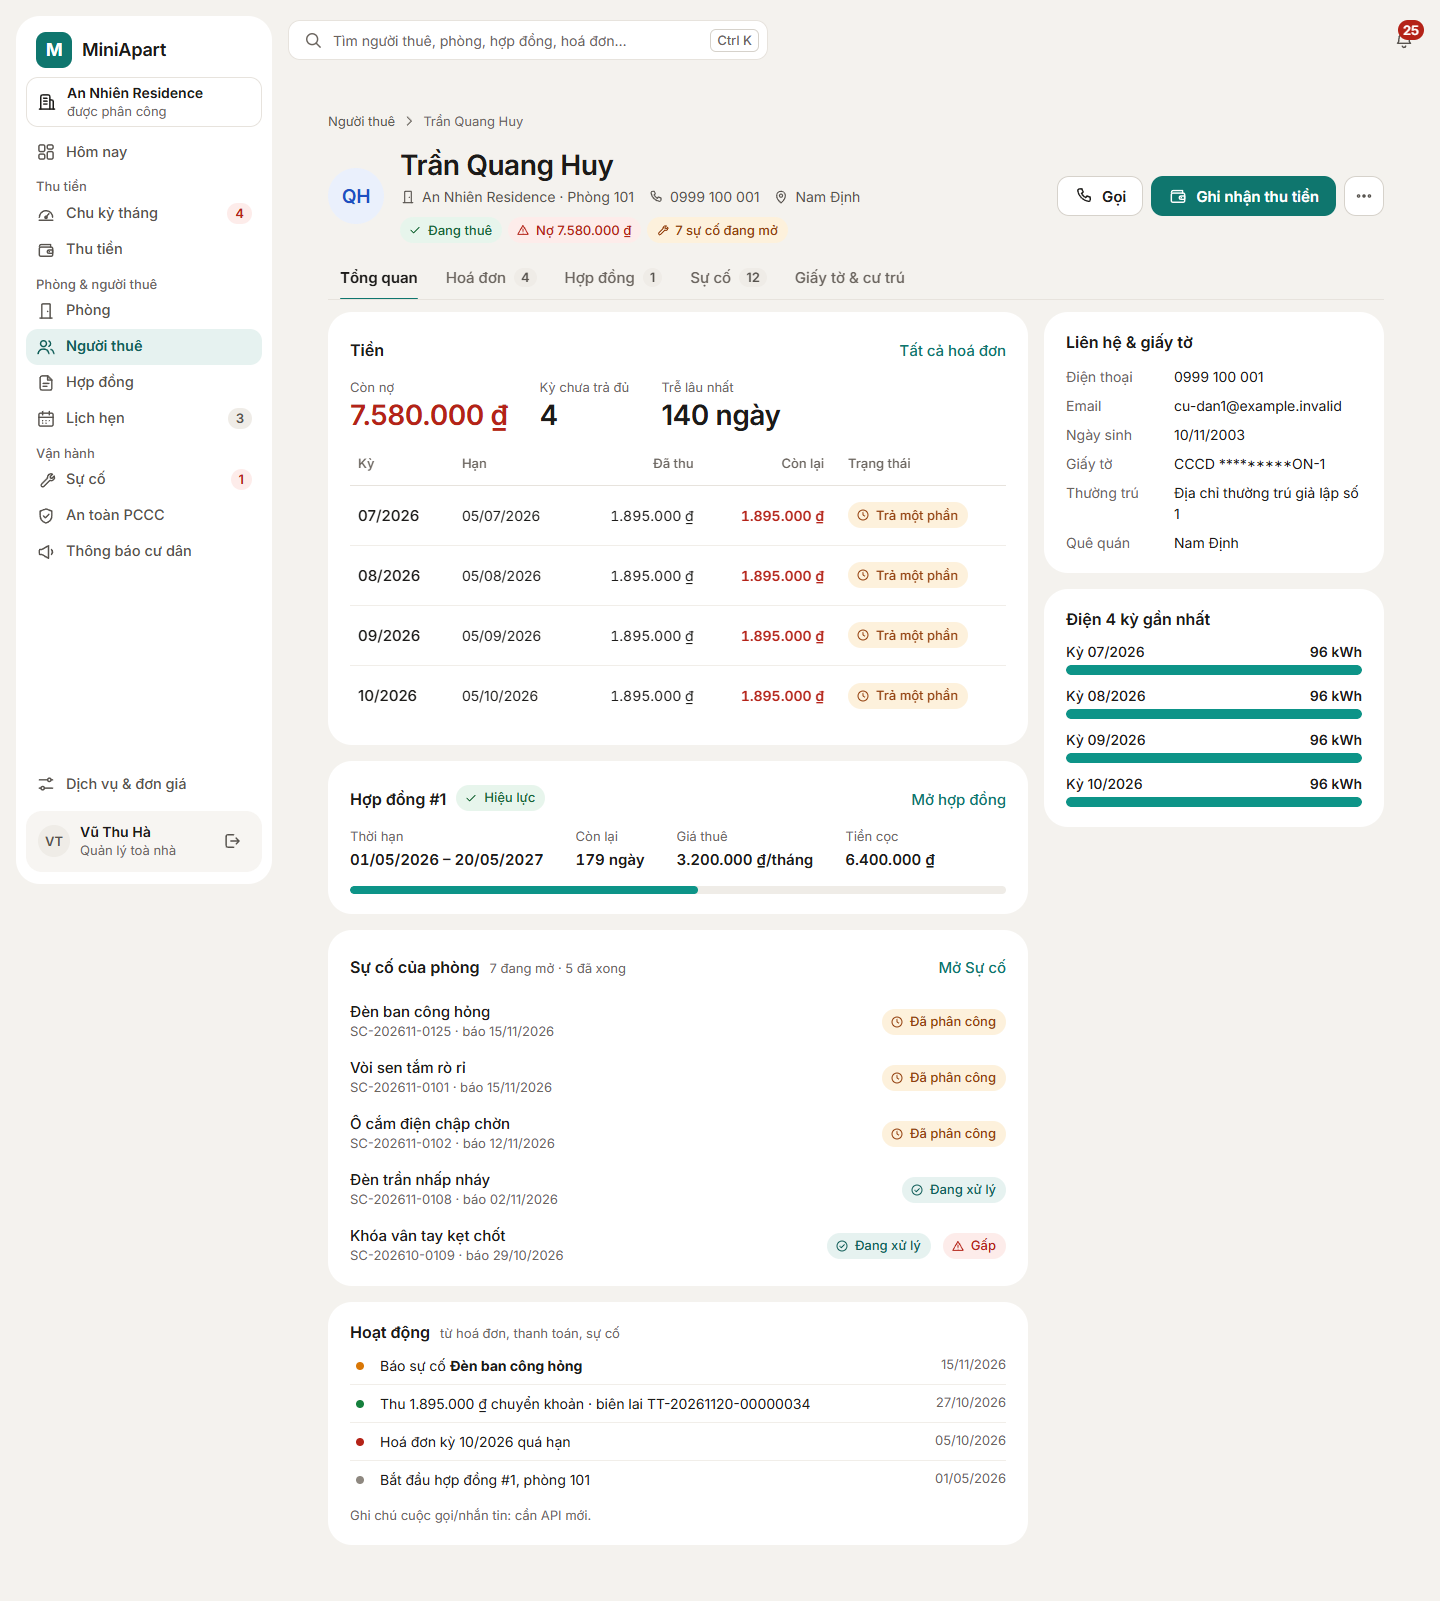 M MiniApart
An Nhiên Residence
được phân công
Hôm nay
Thu tiền
Chu kỳ tháng 4
Thu tiền
Phòng & người thuê
Phòng
Người thuê
Hợp đồng
Lịch hẹn 3
Vận hành
Sự cố 1
An toàn PCCC
Thông báo cư dân
Dịch vụ & đơn giá
VT Vũ Thu Hà
Quản lý toà nhà
Tìm người thuê, phòng, hợp đồng, hoá đơn... Ctrl K
25
Người thuê > Trần Quang Huy
QH
Trần Quang Huy
An Nhiên Residence · Phòng 101 0999 100 001 Nam Định
Đang thuê Nợ 7.580.000 ₫ 7 sự cố đang mở
Gọi Ghi nhận thu tiền
Tổng quan Hoá đơn 4 Hợp đồng 1 Sự cố 12 Giấy tờ & cư trú
Tiền Tất cả hoá đơn
Còn nợ Kỳ chưa trả đủ Trễ lâu nhất
7.580.000 ₫ 4 140 ngày
Kỳ Hạn Đã thu Còn lại Trạng thái
07/2026 05/07/2026 1.895.000 ₫ 1.895.000 ₫ Trả một phần
08/2026 05/08/2026 1.895.000 ₫ 1.895.000 ₫ Trả một phần
09/2026 05/09/2026 1.895.000 ₫ 1.895.000 ₫ Trả một phần
10/2026 05/10/2026 1.895.000 ₫ 1.895.000 ₫ Trả một phần
Hợp đồng #1 Hiệu lực Mở hợp đồng
Thời hạn Còn lại Giá thuê Tiền cọc
01/05/2026 – 20/05/2027 179 ngày 3.200.000 ₫/tháng 6.400.000 ₫
Sự cố của phòng 7 đang mở · 5 đã xong Mở Sự cố
Đèn ban công hỏng
SC-202611-0125 · báo 15/11/2026 Đã phân công
Vòi sen tắm rò rỉ
SC-202611-0101 · báo 15/11/2026 Đã phân công
Ổ cắm điện chập chờn
SC-202611-0102 · báo 12/11/2026 Đã phân công
Đèn trần nhấp nháy
SC-202611-0108 · báo 02/11/2026 Đang xử lý
Khóa vân tay kẹt chốt
SC-202610-0109 · báo 29/10/2026 Đang xử lý Gấp
Hoạt động từ hoá đơn, thanh toán, sự cố
Báo sự cố Đèn ban công hỏng 15/11/2026
Thu 1.895.000 ₫ chuyển khoản · biên lai TT-20261120-00000034 27/10/2026
Hoá đơn kỳ 10/2026 quá hạn 05/10/2026
Bắt đầu hợp đồng #1, phòng 101 01/05/2026
Ghi chú cuộc gọi/nhắn tin: cần API mới.
Liên hệ & giấy tờ
Điện thoại 0999 100 001
Email cu-dan1@example.invalid
Ngày sinh 10/11/2003
Giấy tờ CCCD *********ON-1
Thường trú Địa chỉ thường trú giả lập số
1
Quê quán Nam Định
Điện 4 kỳ gần nhất
Kỳ 07/2026 96 kWh
Kỳ 08/2026 96 kWh
Kỳ 09/2026 96 kWh
Kỳ 10/2026 96 kWh